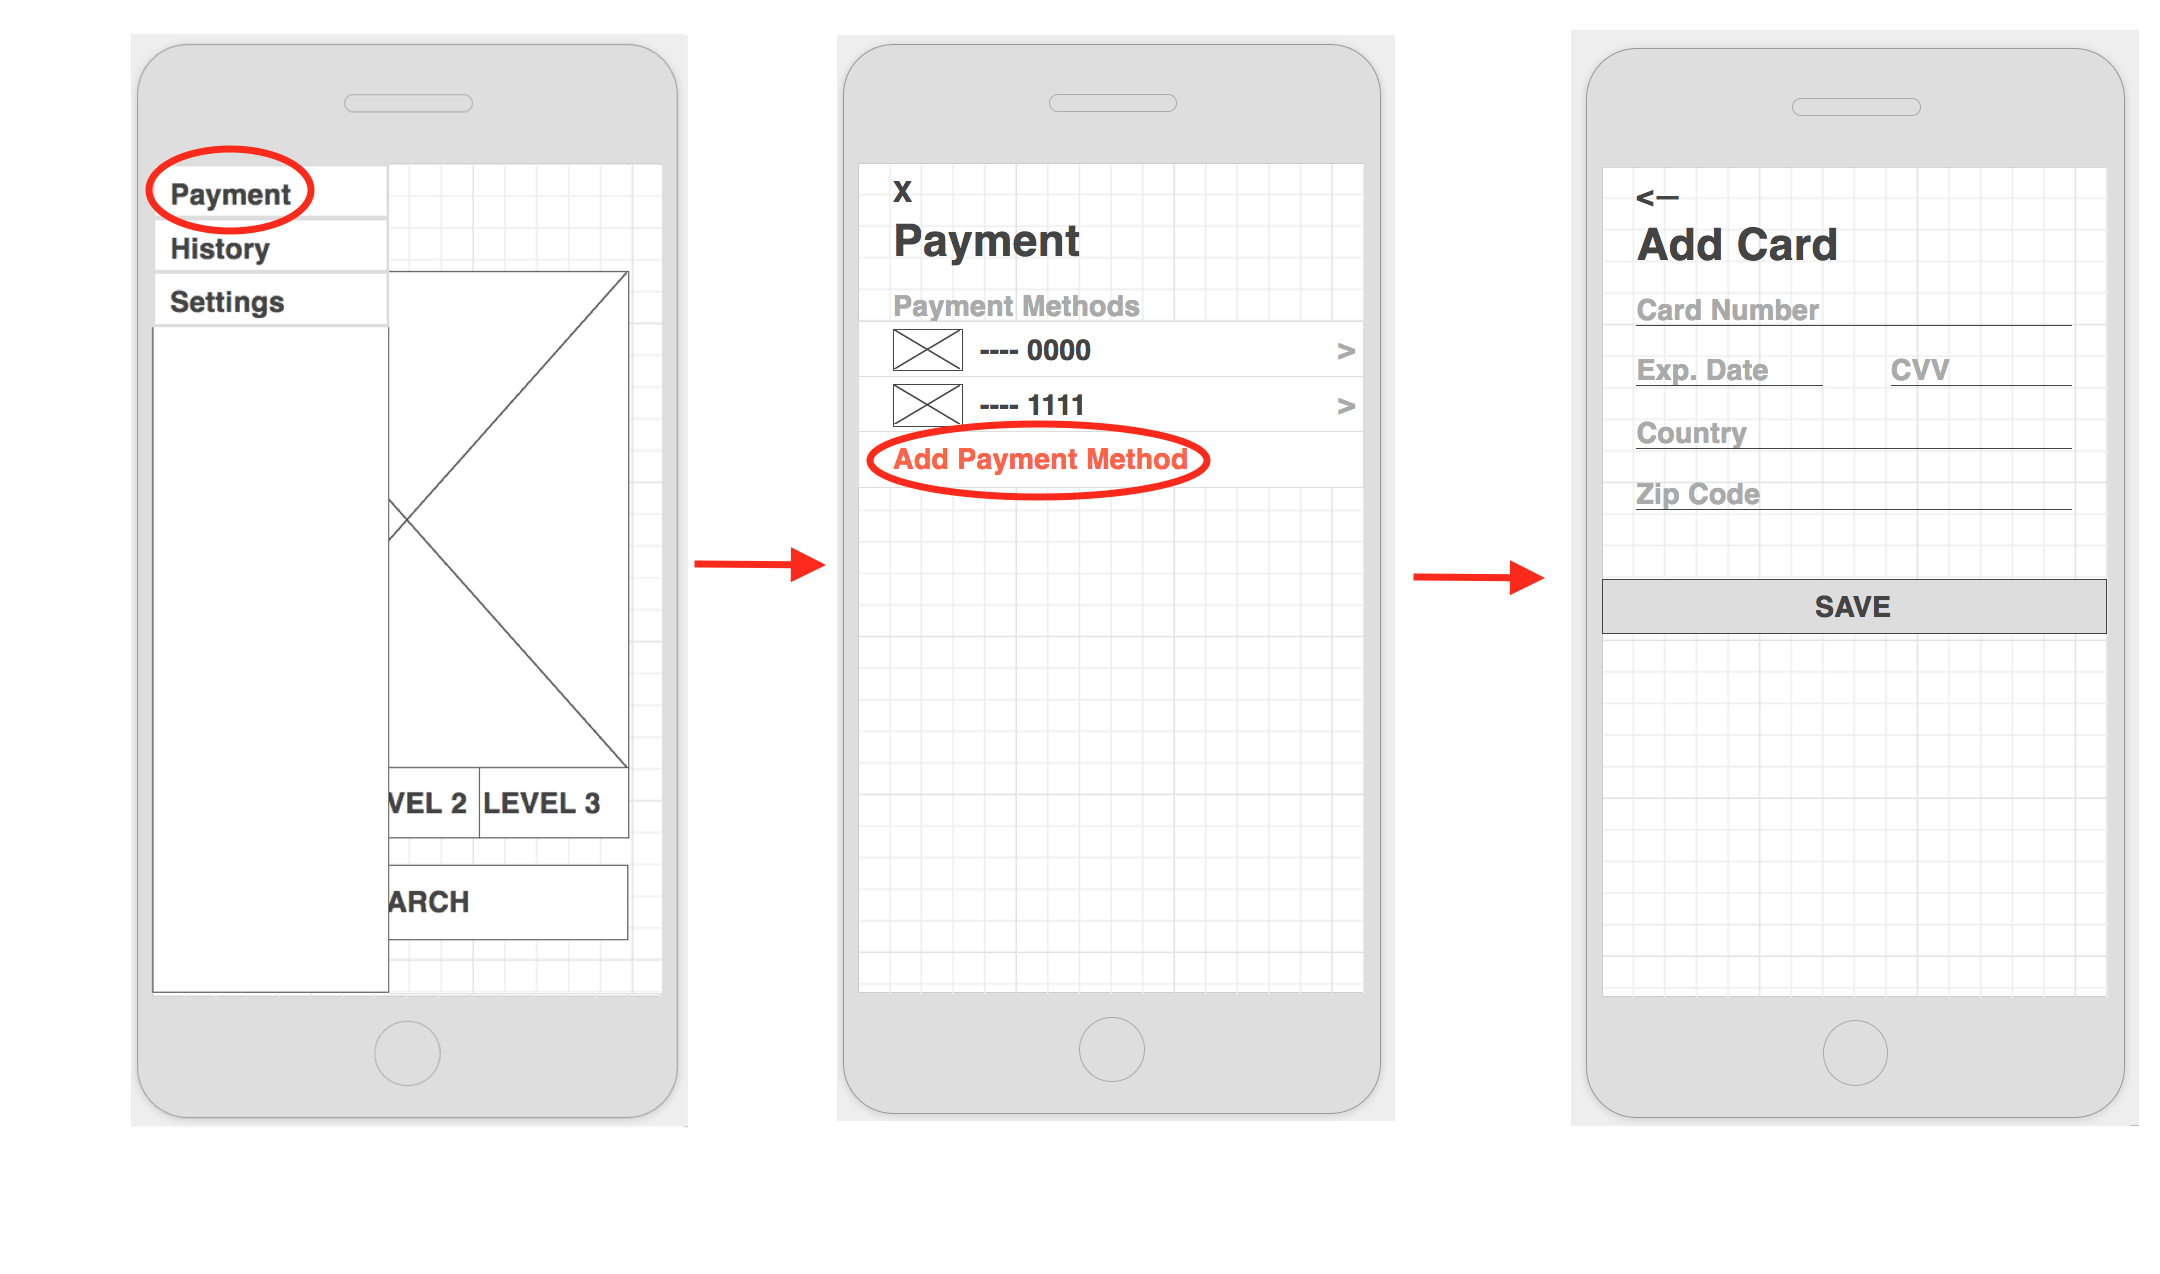 Payment
History
Settings
VEL 2
LEVEL 3
ARCH
X
Payment
Payment Methods
---- 0000 >
---- 1111 >
Add Payment Method
<—
Add Card
Card Number
Exp. Date CVV
Country
Zip Code
SAVE